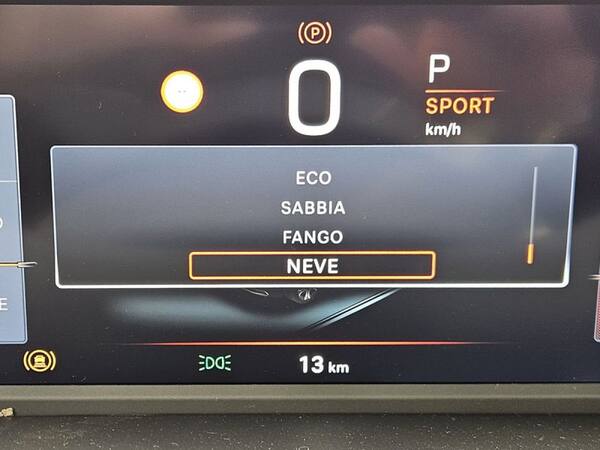 (P)
0
P
SPORT
km/h
ECO
SABBIA
FANGO
NEVE
E
13 km